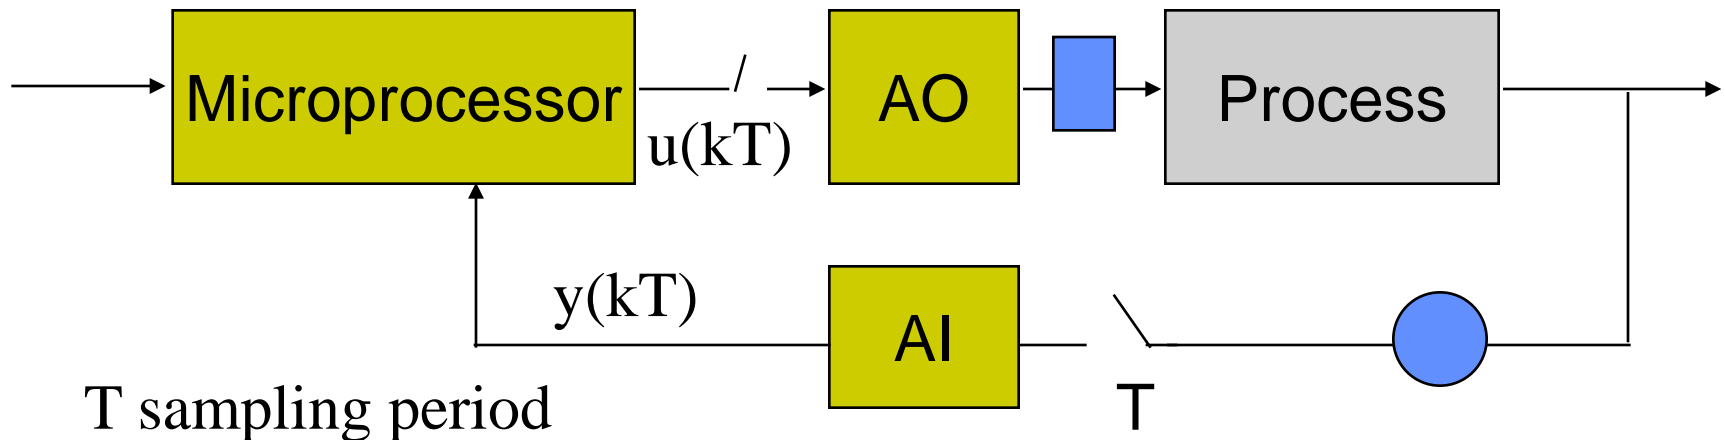 Microprocessor
AO
Process
u(kT)
y(kT)
AI
T
T sampling period